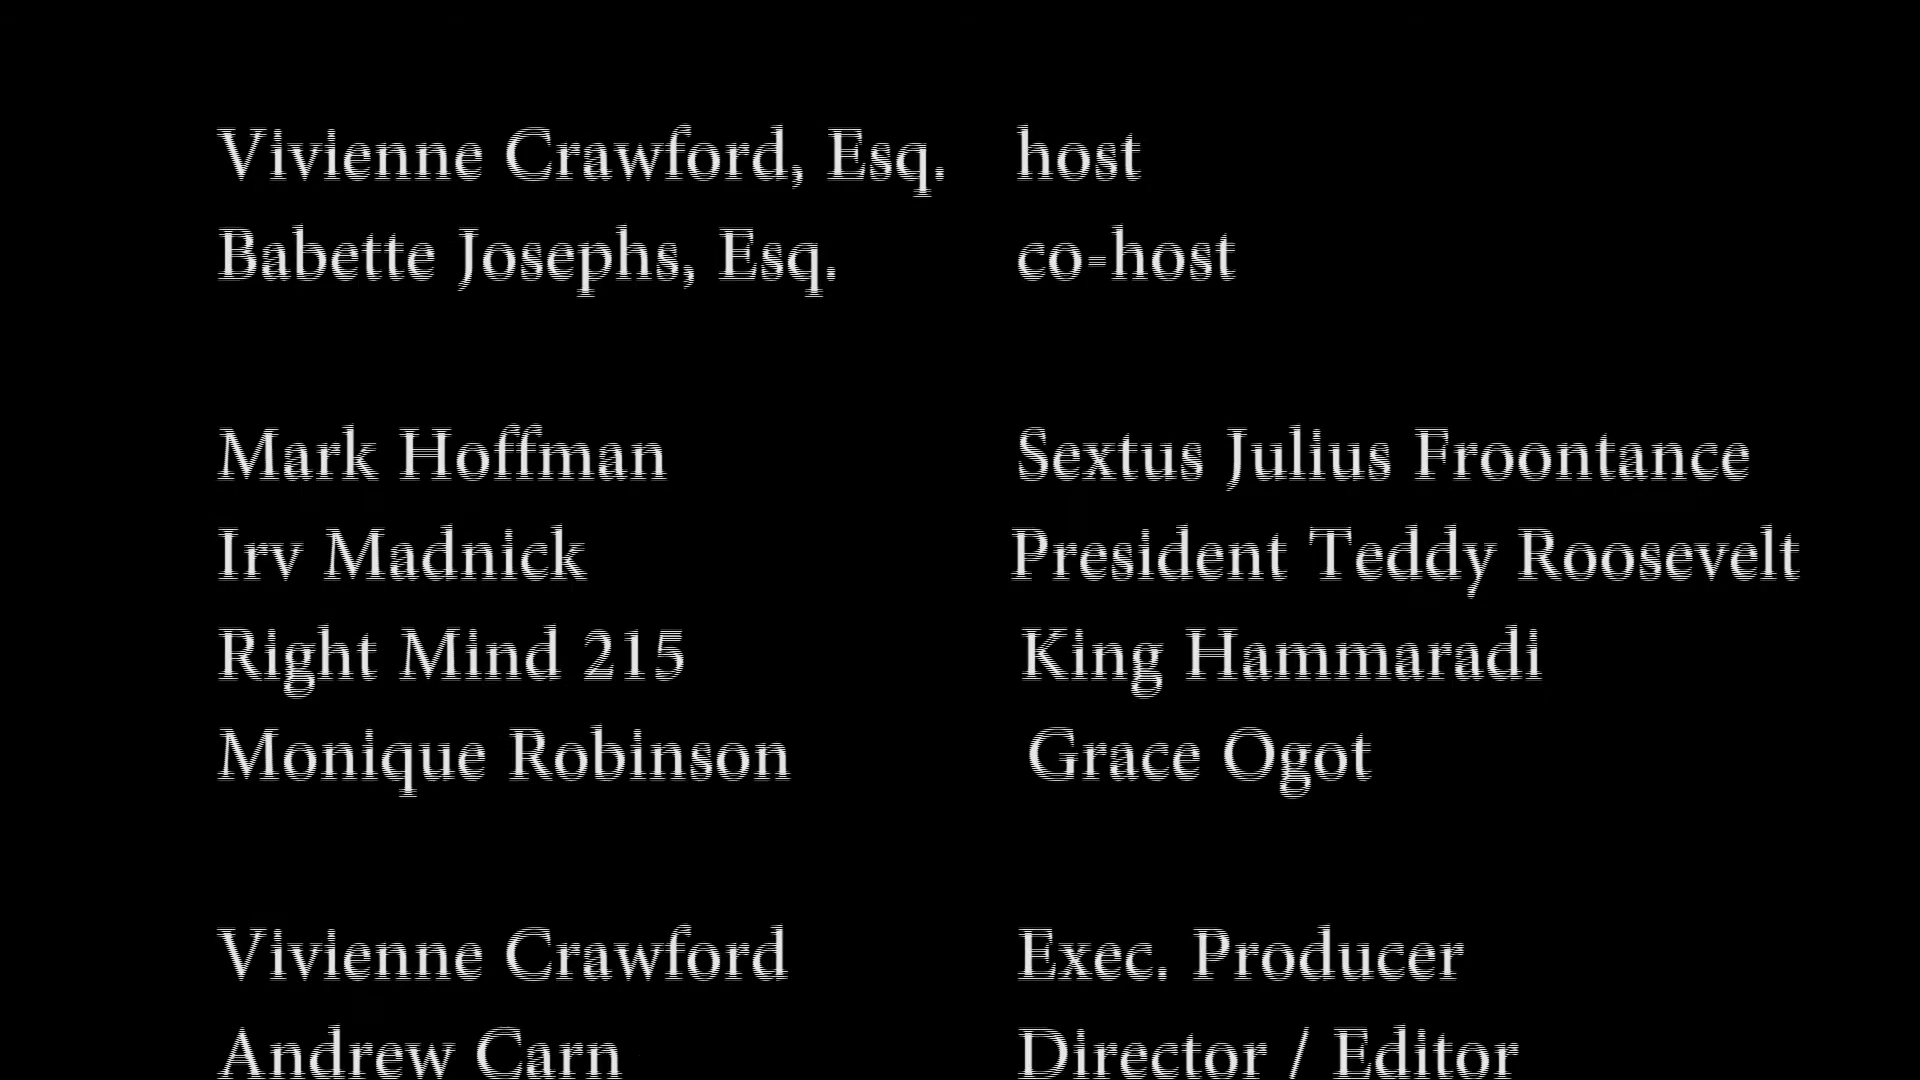 Vivienne Crawford, Esq. host
Babette Josephs, Esq. co-host
Mark Hoffman Sextus Julius Froontance
Irv Madnick President Teddy Roosevelt
Right Mind 215 King Hammaradi
Monique Robinson Grace Ogot
Vivienne Crawford Exec. Producer
Andrew Carn Director / Editor